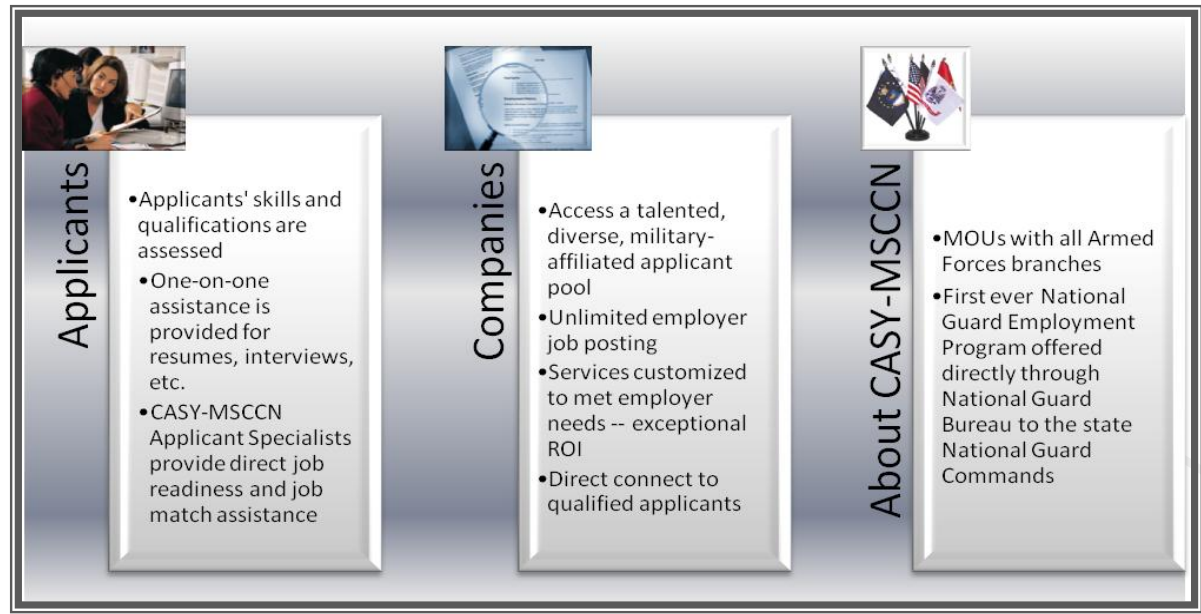 Applicants
•Applicants' skills and
qualifications are
assessed
•One-on-one
assistance is
provided for
resumes, interviews,
etc.
•CASY-MSCCN
Applicant Specialists
provide direct job
readiness and job
match assistance
Companies
•Access a talented,
diverse, military-
affiliated applicant
pool
•Unlimited employer
job posting
•Services customized
to met employer
needs -- exceptional
ROI
•Direct connect to
qualified applicants
About CASY-MSCCN
•MOUs with all Armed
Forces branches
•First ever National
Guard Employment
Program offered
directly through
National Guard
Bureau to the state
National Guard
Commands